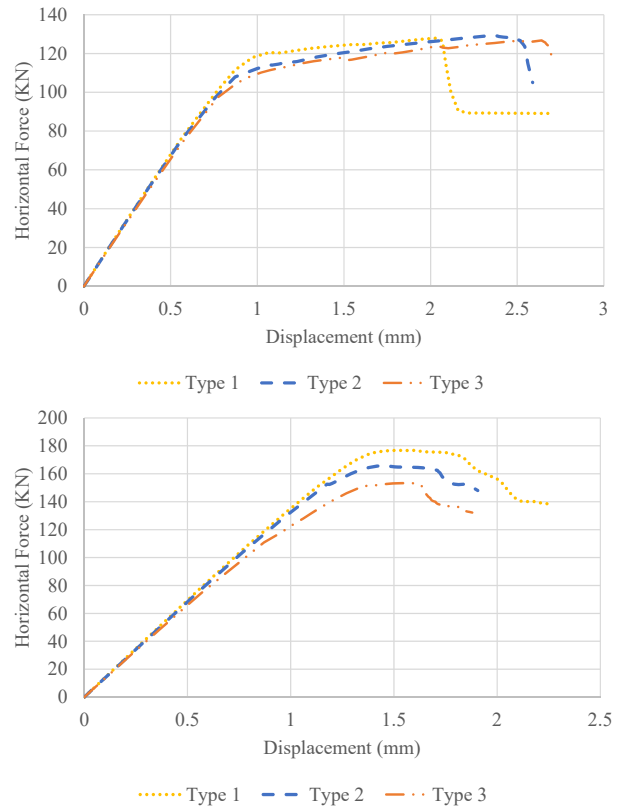 140
120
100
80
60
40
20
0
Horizontal Force (KN)
0 0.5 1 1.5 2 2.5 3
Displacement (mm)
Type 1 Type 2 Type 3
200
180
160
140
120
100
80
60
40
20
0
Horizontal Force (KN)
0 0.5 1 1.5 2 2.5
Displacement (mm)
Type 1 Type 2 Type 3